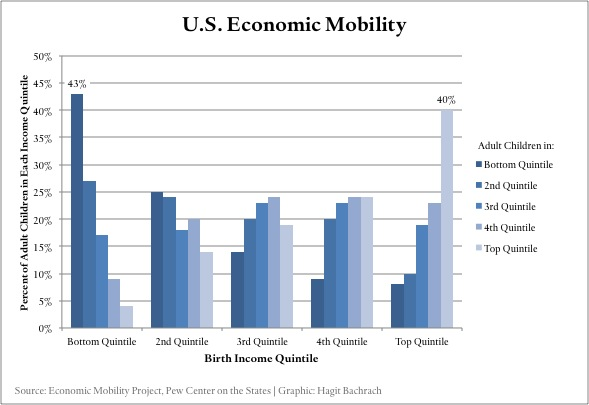 U.S. Economic Mobility
Percent of Adult Children in Each Income Quintile
50%
45%
40%
35%
30%
25%
20%
15%
10%
5%
0%
43%
40%
Bottom Quintile
2nd Quintile
3rd Quintile
4th Quintile
Top Quintile
Birth Income Quintile
Adult Children in:
Bottom Quintile
2nd Quintile
3rd Quintile
4th Quintile
Top Quintile
Source: Economic Mobility Project, Pew Center on the States | Graphic: Hagit Bachrach